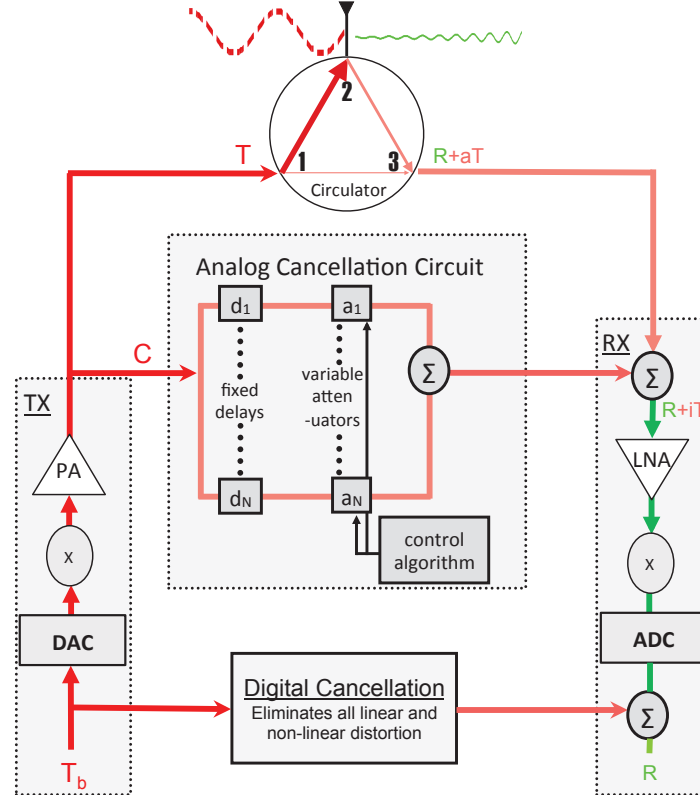 2
T
1
3
R+aT
Circulator
Analog Cancellation Circuit
d1
a1
C
RX
Σ
Σ
fixed
delays
variable
atten
-uators
TX
R+iT
PA
LNA
dN
aN
control
algorithm
x
x
DAC
ADC
Digital Cancellation
Eliminates all linear and
non-linear distortion
Σ
Tb
R